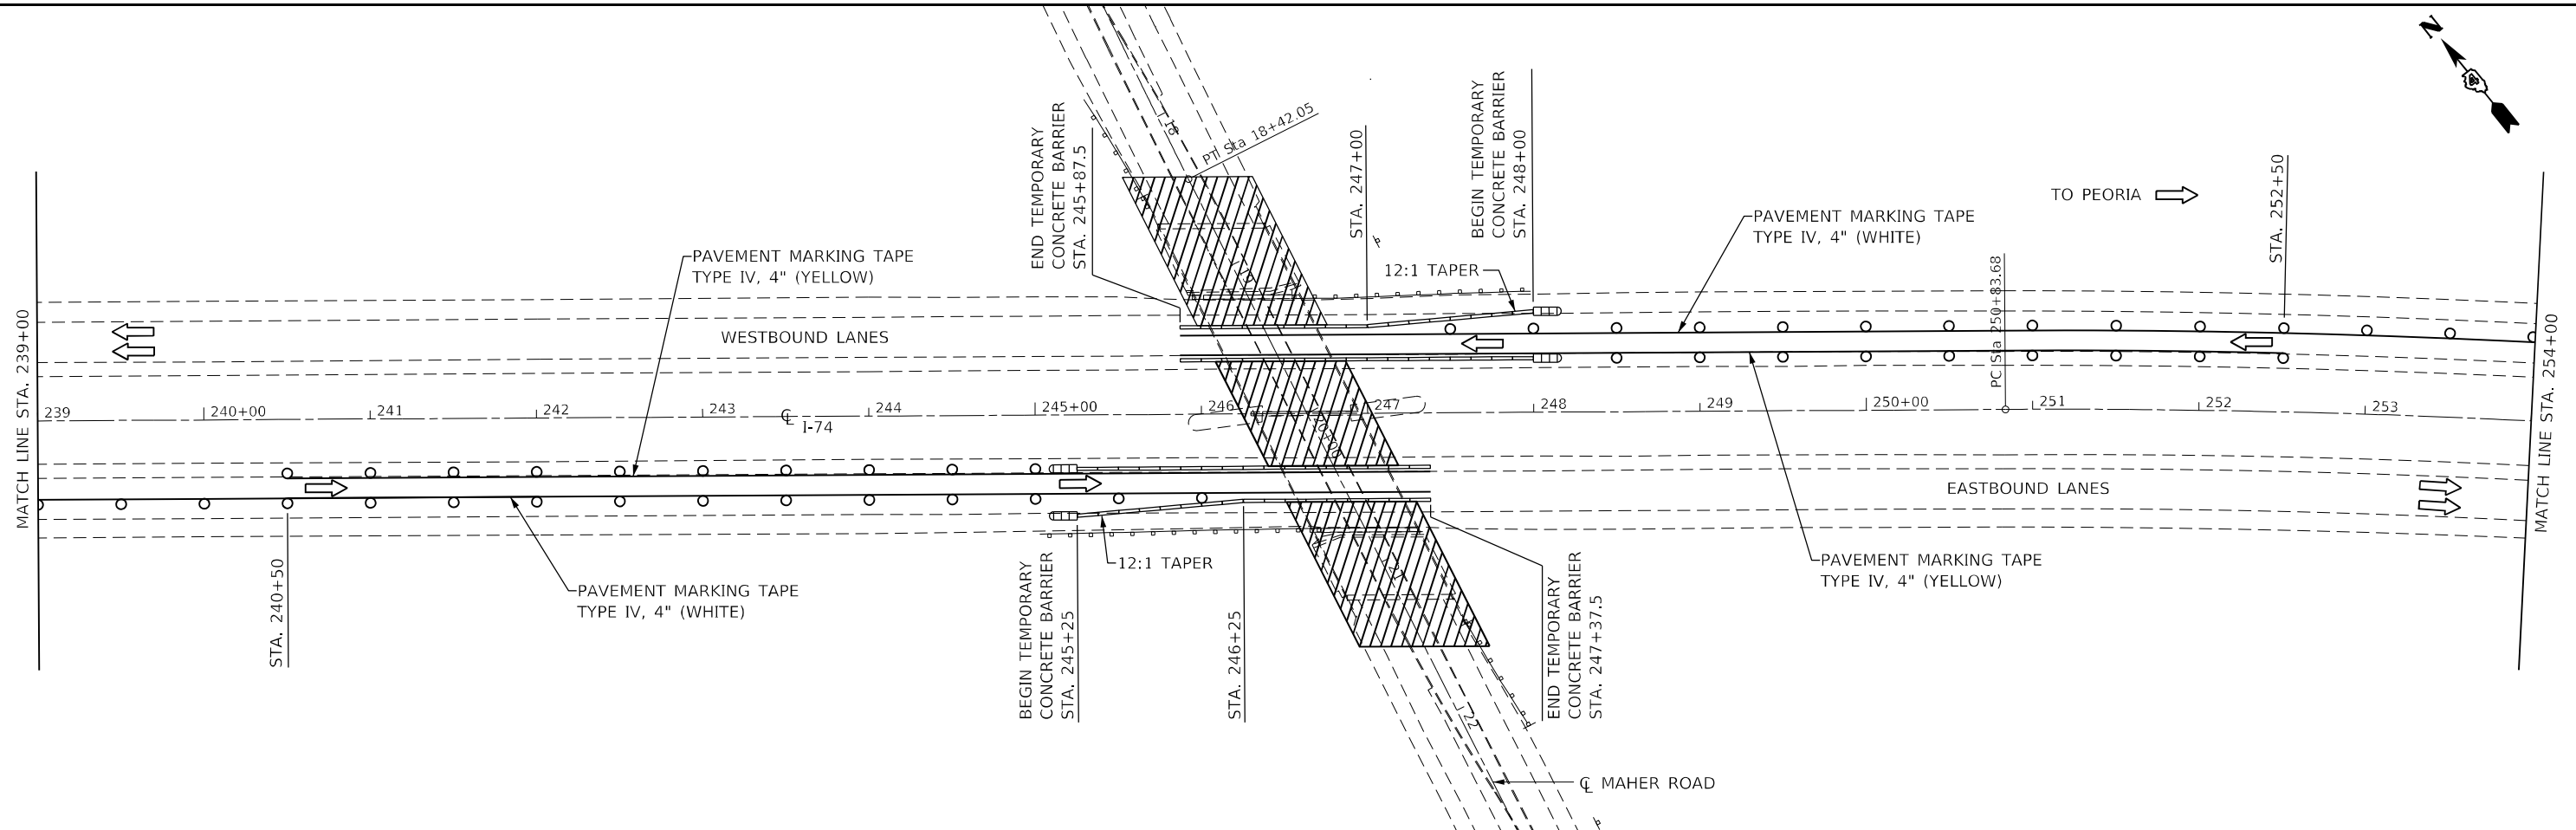 N
TO PEORIA
MATCH LINE STA. 239+00
PAVEMENT MARKING TAPE
TYPE IV, 4" (YELLOW)
WESTBOUND LANES
END TEMPORARY
CONCRETE BARRIER
STA. 245+87.5
18
PT Sta 18+42.05
19
STA. 247+00
12:1 TAPER
BEGIN TEMPORARY
CONCRETE BARRIER
STA. 248+00
PAVEMENT MARKING TAPE
TYPE IV, 4" (WHITE)
PC Sta 250+83.68
STA. 252+50
MATCH LINE STA. 254+00
239
240+00
241
242
243
℄ I-74
244
245+00
246
247
248
249
250+00
251
252
253
STA. 240+50
PAVEMENT MARKING TAPE
TYPE IV, 4" (WHITE)
BEGIN TEMPORARY
CONCRETE BARRIER
STA. 245+25
12:1 TAPER
STA. 246+25
21
22
END TEMPORARY
CONCRETE BARRIER
STA. 247+37.5
EASTBOUND LANES
PAVEMENT MARKING TAPE
TYPE IV, 4" (YELLOW)
℄ MAHER ROAD